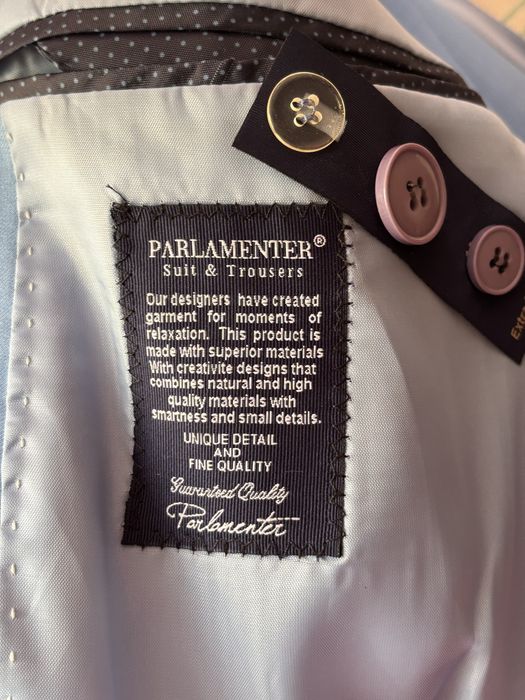 PARLAMENTER®
Suit & Trousers
Our designers have created
garment for moments of
relaxation. This product is
made with superior materials
With creativite designs that
combines natural and high
quality materials with
smartness and small details.
UNIQUE DETAIL
AND
FINE QUALITY
Guaranteed Quality
Parlamenter